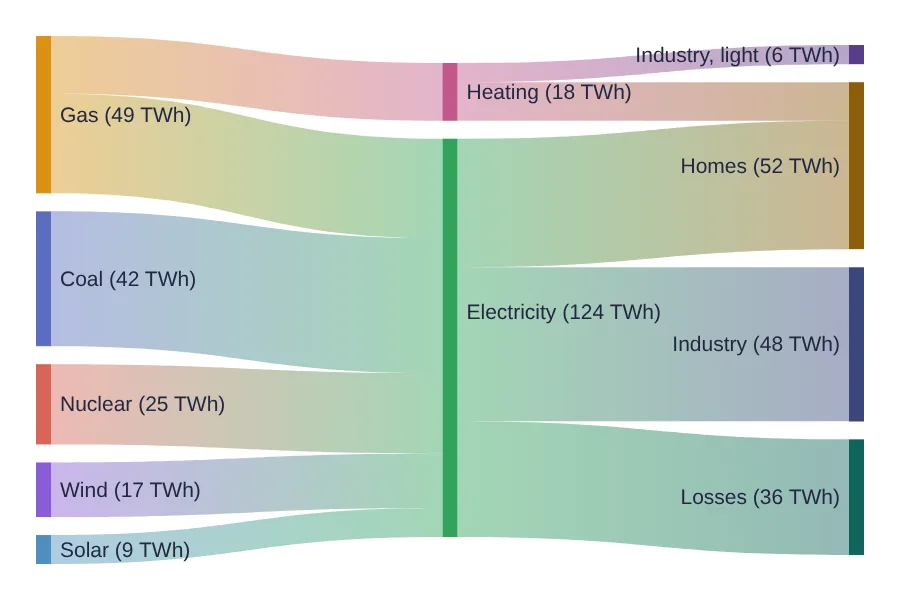 Gas (49 TWh)
Coal (42 TWh)
Nuclear (25 TWh)
Wind (17 TWh)
Solar (9 TWh)
Heating (18 TWh)
Electricity (124 TWh)
Industry, light (6 TWh)
Homes (52 TWh)
Industry (48 TWh)
Losses (36 TWh)